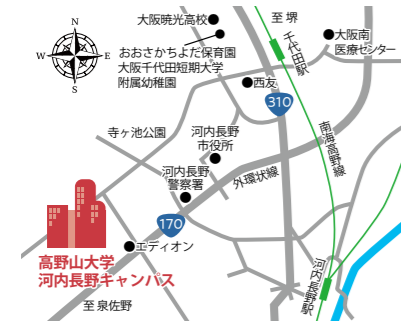 大阪暁光高校
至 堺
N
W
E
S
おおさかちよだ保育園
大阪千代田短期大学
附属幼稚園
千代田駅
大阪南
医療センター
西友
310
寺ヶ池公園
河内長野
市役所
南海高野線
河内長野
警察署
外環状線
170
エディオン
高野山大学
河内長野キャンパス
河内長野駅
至 泉佐野